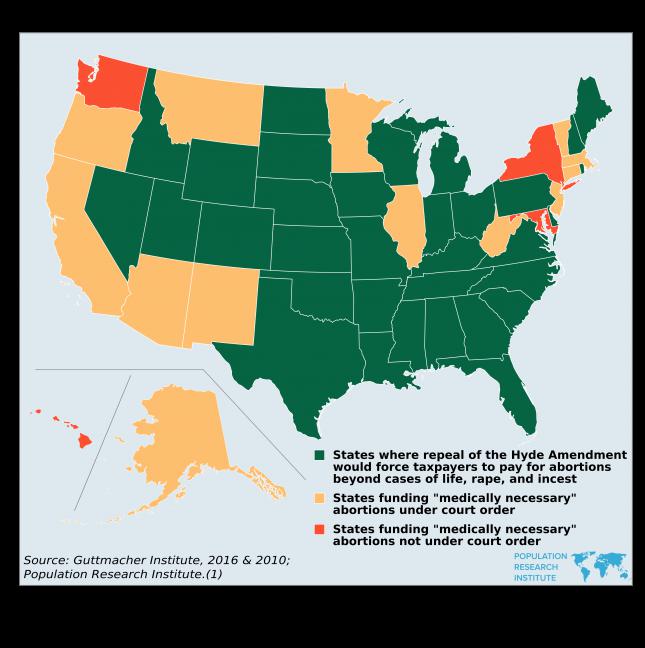 States where repeal of the Hyde Amendment
would force taxpayers to pay for abortions
beyond cases of life, rape, and incest
States funding "medically necessary"
abortions under court order
States funding "medically necessary"
abortions not under court order
Source: Guttmacher Institute, 2016 & 2010;
Population Research Institute.(1)
POPULATION
RESEARCH
INSTITUTE